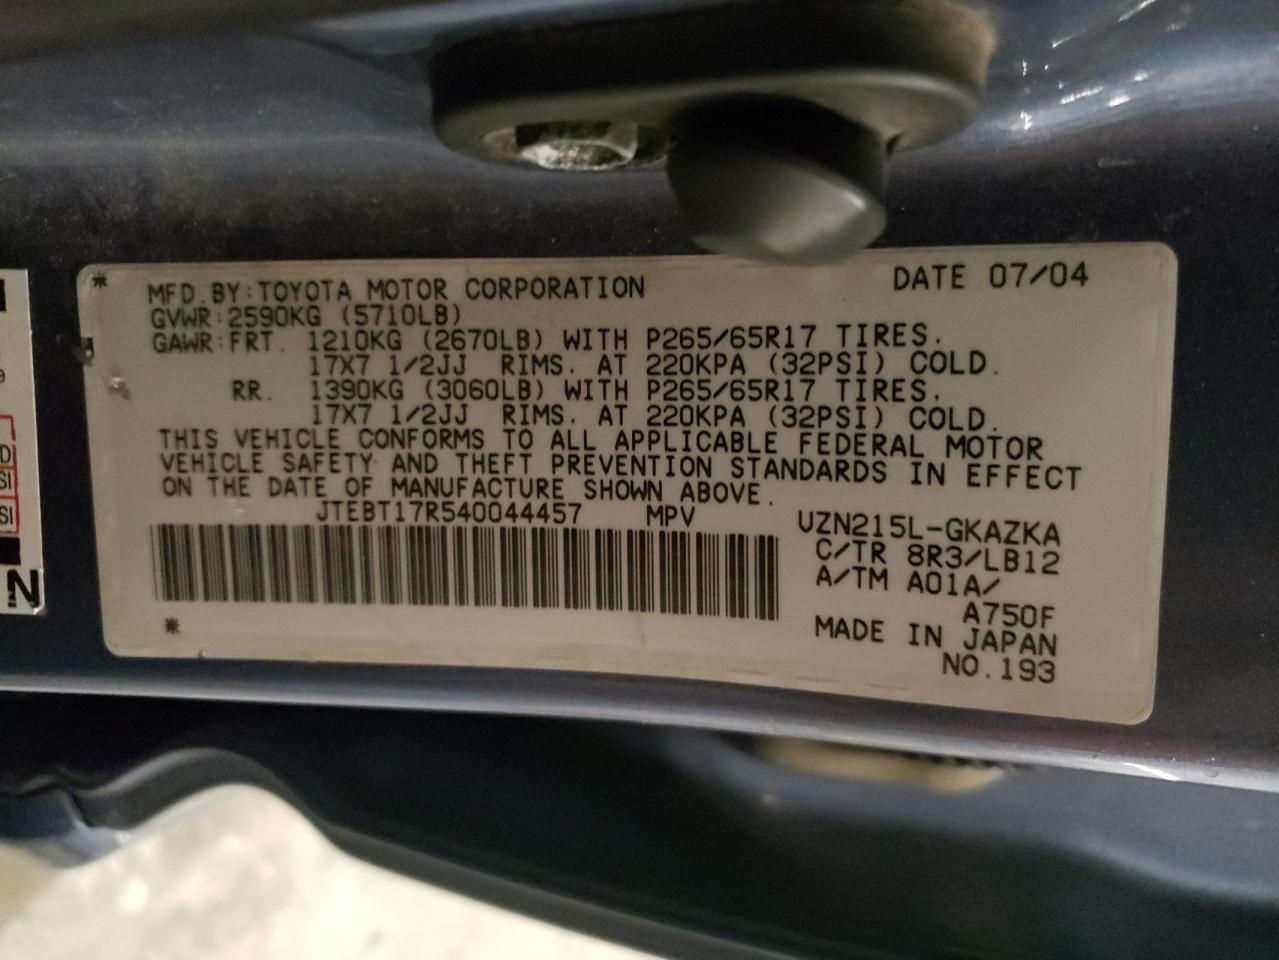 * DATE 07/04
MFD. BY: TOYOTA MOTOR CORPORATION
GVWR: 2590KG (5710LB)
GAWR: FRT. 1210KG (2670LB) WITH P265/65R17 TIRES.
17X7 1/2JJ RIMS. AT 220KPA (32PSI) COLD.
RR. 1390KG (3060LB) WITH P265/65R17 TIRES.
17X7 1/2JJ RIMS. AT 220KPA (32PSI) COLD.
THIS VEHICLE CONFORMS TO ALL APPLICABLE FEDERAL MOTOR
VEHICLE SAFETY AND THEFT PREVENTION STANDARDS IN EFFECT
ON THE DATE OF MANUFACTURE SHOWN ABOVE.
JTEBT17R540044457 MPV UZN215L-GKAZKA
C/TR 8R3/LB12
A/TM A01A/
A750F
MADE IN JAPAN
* NO.193
D
SI
SI
N